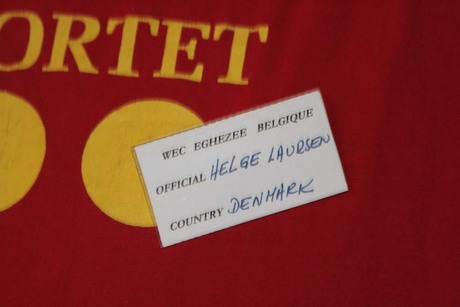 ORTET
WEC EGHEZEE BELGIQUE
OFFICIAL HELGE LAURSEN
COUNTRY DENMARK